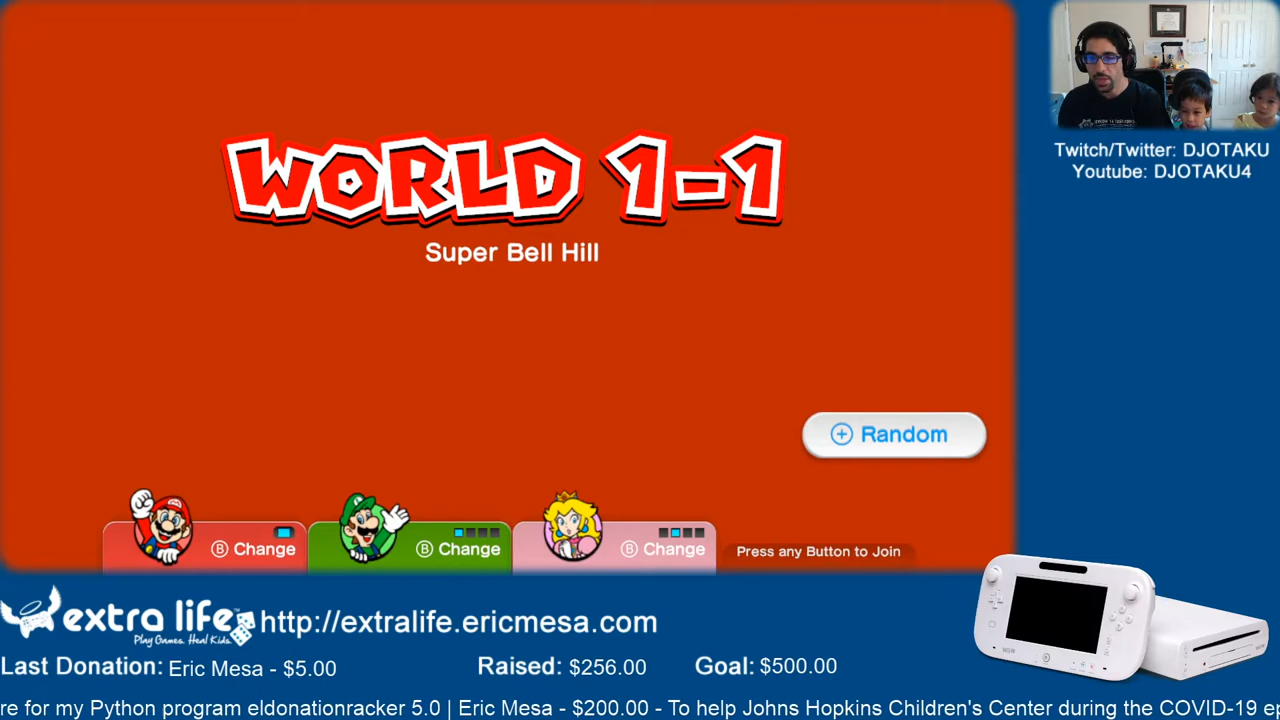 WORLD 1-1
Super Bell Hill
Twitch/Twitter: DJOTAKU
Youtube: DJOTAKU4
+ Random
B Change
B Change
B Change
Press any Button to Join
extra life
Play Games. Heal Kids.
http://extralife.ericmesa.com
Last Donation: Eric Mesa - $5.00
Raised: $256.00
Goal: $500.00
re for my Python program eldonationracker 5.0 | Eric Mesa - $200.00 - To help Johns Hopkins Children's Center during the COVID-19 ep